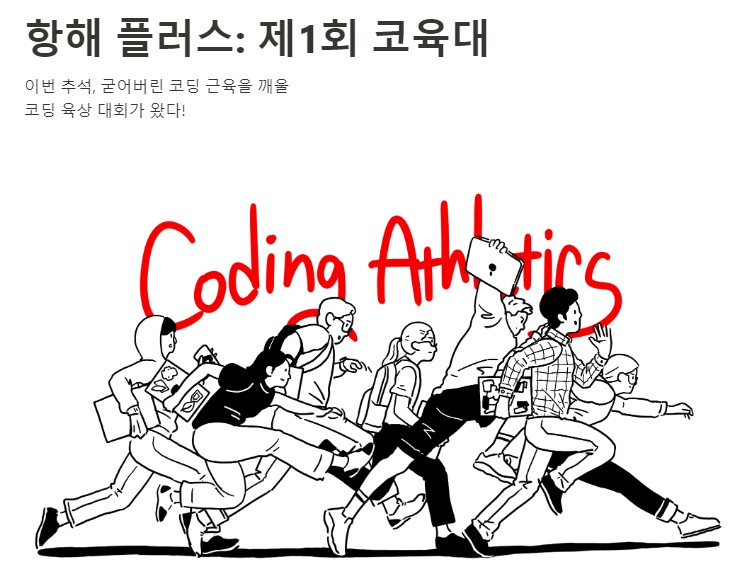 항해 플러스: 제1회 코육대
이번 추석, 굳어버린 코딩 근육을 깨울
코딩 육상 대회가 왔다!
Coding Athletics